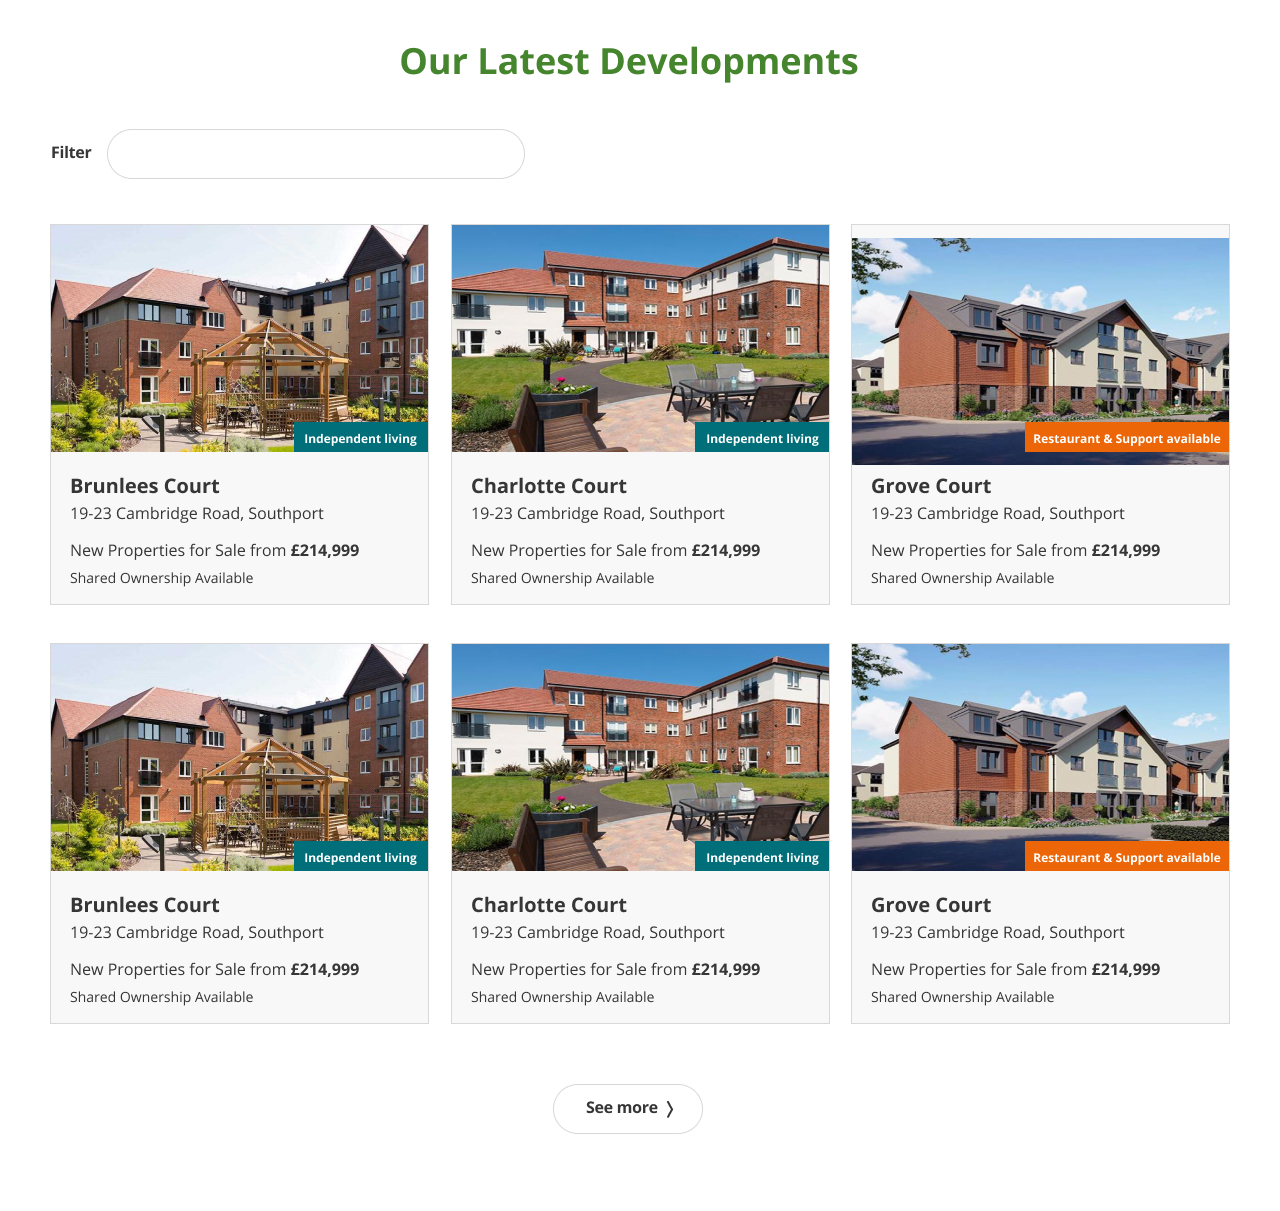 Our Latest Developments
Filter
Independent living
Independent living
Restaurant & Support available
Brunlees Court
19-23 Cambridge Road, Southport
New Properties for Sale from £214,999
Shared Ownership Available
Charlotte Court
19-23 Cambridge Road, Southport
New Properties for Sale from £214,999
Shared Ownership Available
Grove Court
19-23 Cambridge Road, Southport
New Properties for Sale from £214,999
Shared Ownership Available
Independent living
Independent living
Restaurant & Support available
Brunlees Court
19-23 Cambridge Road, Southport
New Properties for Sale from £214,999
Shared Ownership Available
Charlotte Court
19-23 Cambridge Road, Southport
New Properties for Sale from £214,999
Shared Ownership Available
Grove Court
19-23 Cambridge Road, Southport
New Properties for Sale from £214,999
Shared Ownership Available
See more